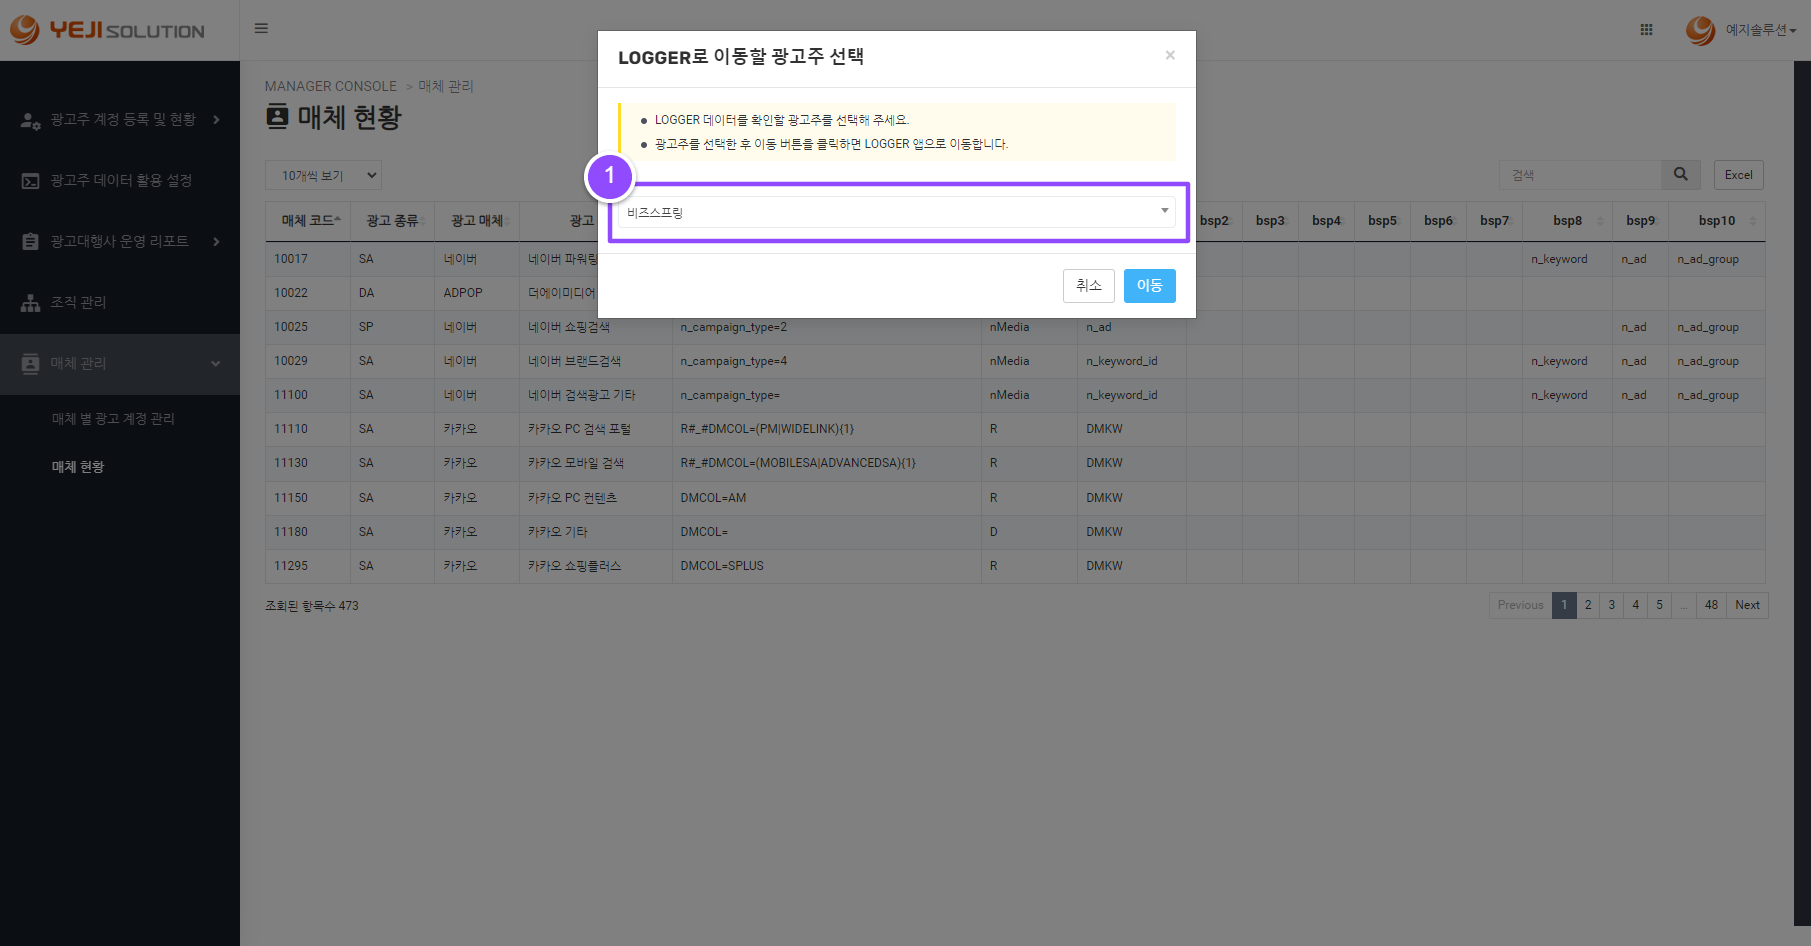 YEJI SOLUTION
예지솔루션
MANAGER CONSOLE > 매체 관리
매체 현황
광고주 계정 등록 및 현황
광고주 데이터 활용 설정
광고대행사 운영 리포트
조직 관리
매체 관리
매체 별 광고 계정 관리
매체 현황
LOGGER로 이동할 광고주 선택
×
LOGGER 데이터를 확인할 광고주를 선택해 주세요.
광고주를 선택한 후 이동 버튼을 클릭하면 LOGGER 앱으로 이동합니다.
1
비즈스프링
취소 이동
10개씩 보기
검색
Excel
매체 코드 광고 종류 광고 매체 광고 bsp2 bsp3 bsp4 bsp5 bsp6 bsp7 bsp8 bsp9 bsp10
10017 SA 네이버 네이버 파워링 n_keyword n_ad n_ad_group
10022 DA ADPOP 더에이미디어
10025 SP 네이버 네이버 쇼핑검색 n_campaign_type=2 nMedia n_ad n_ad n_ad_group
10029 SA 네이버 네이버 브랜드검색 n_campaign_type=4 nMedia n_keyword_id n_keyword n_ad n_ad_group
11100 SA 네이버 네이버 검색광고 기타 n_campaign_type= nMedia n_keyword_id n_keyword n_ad n_ad_group
11110 SA 카카오 카카오 PC 검색 포털 R#_#DMCOL=(PM|WIDELINK){1} R DMKW
11130 SA 카카오 카카오 모바일 검색 R#_#DMCOL=(MOBILESA|ADVANCEDSA){1} R DMKW
11150 SA 카카오 카카오 PC 컨텐츠 DMCOL=AM R DMKW
11180 SA 카카오 카카오 기타 DMCOL= D DMKW
11295 SA 카카오 카카오 쇼핑플러스 DMCOL=SPLUS R DMKW
조회된 항목수 473
Previous 1 2 3 4 5 ... 48 Next